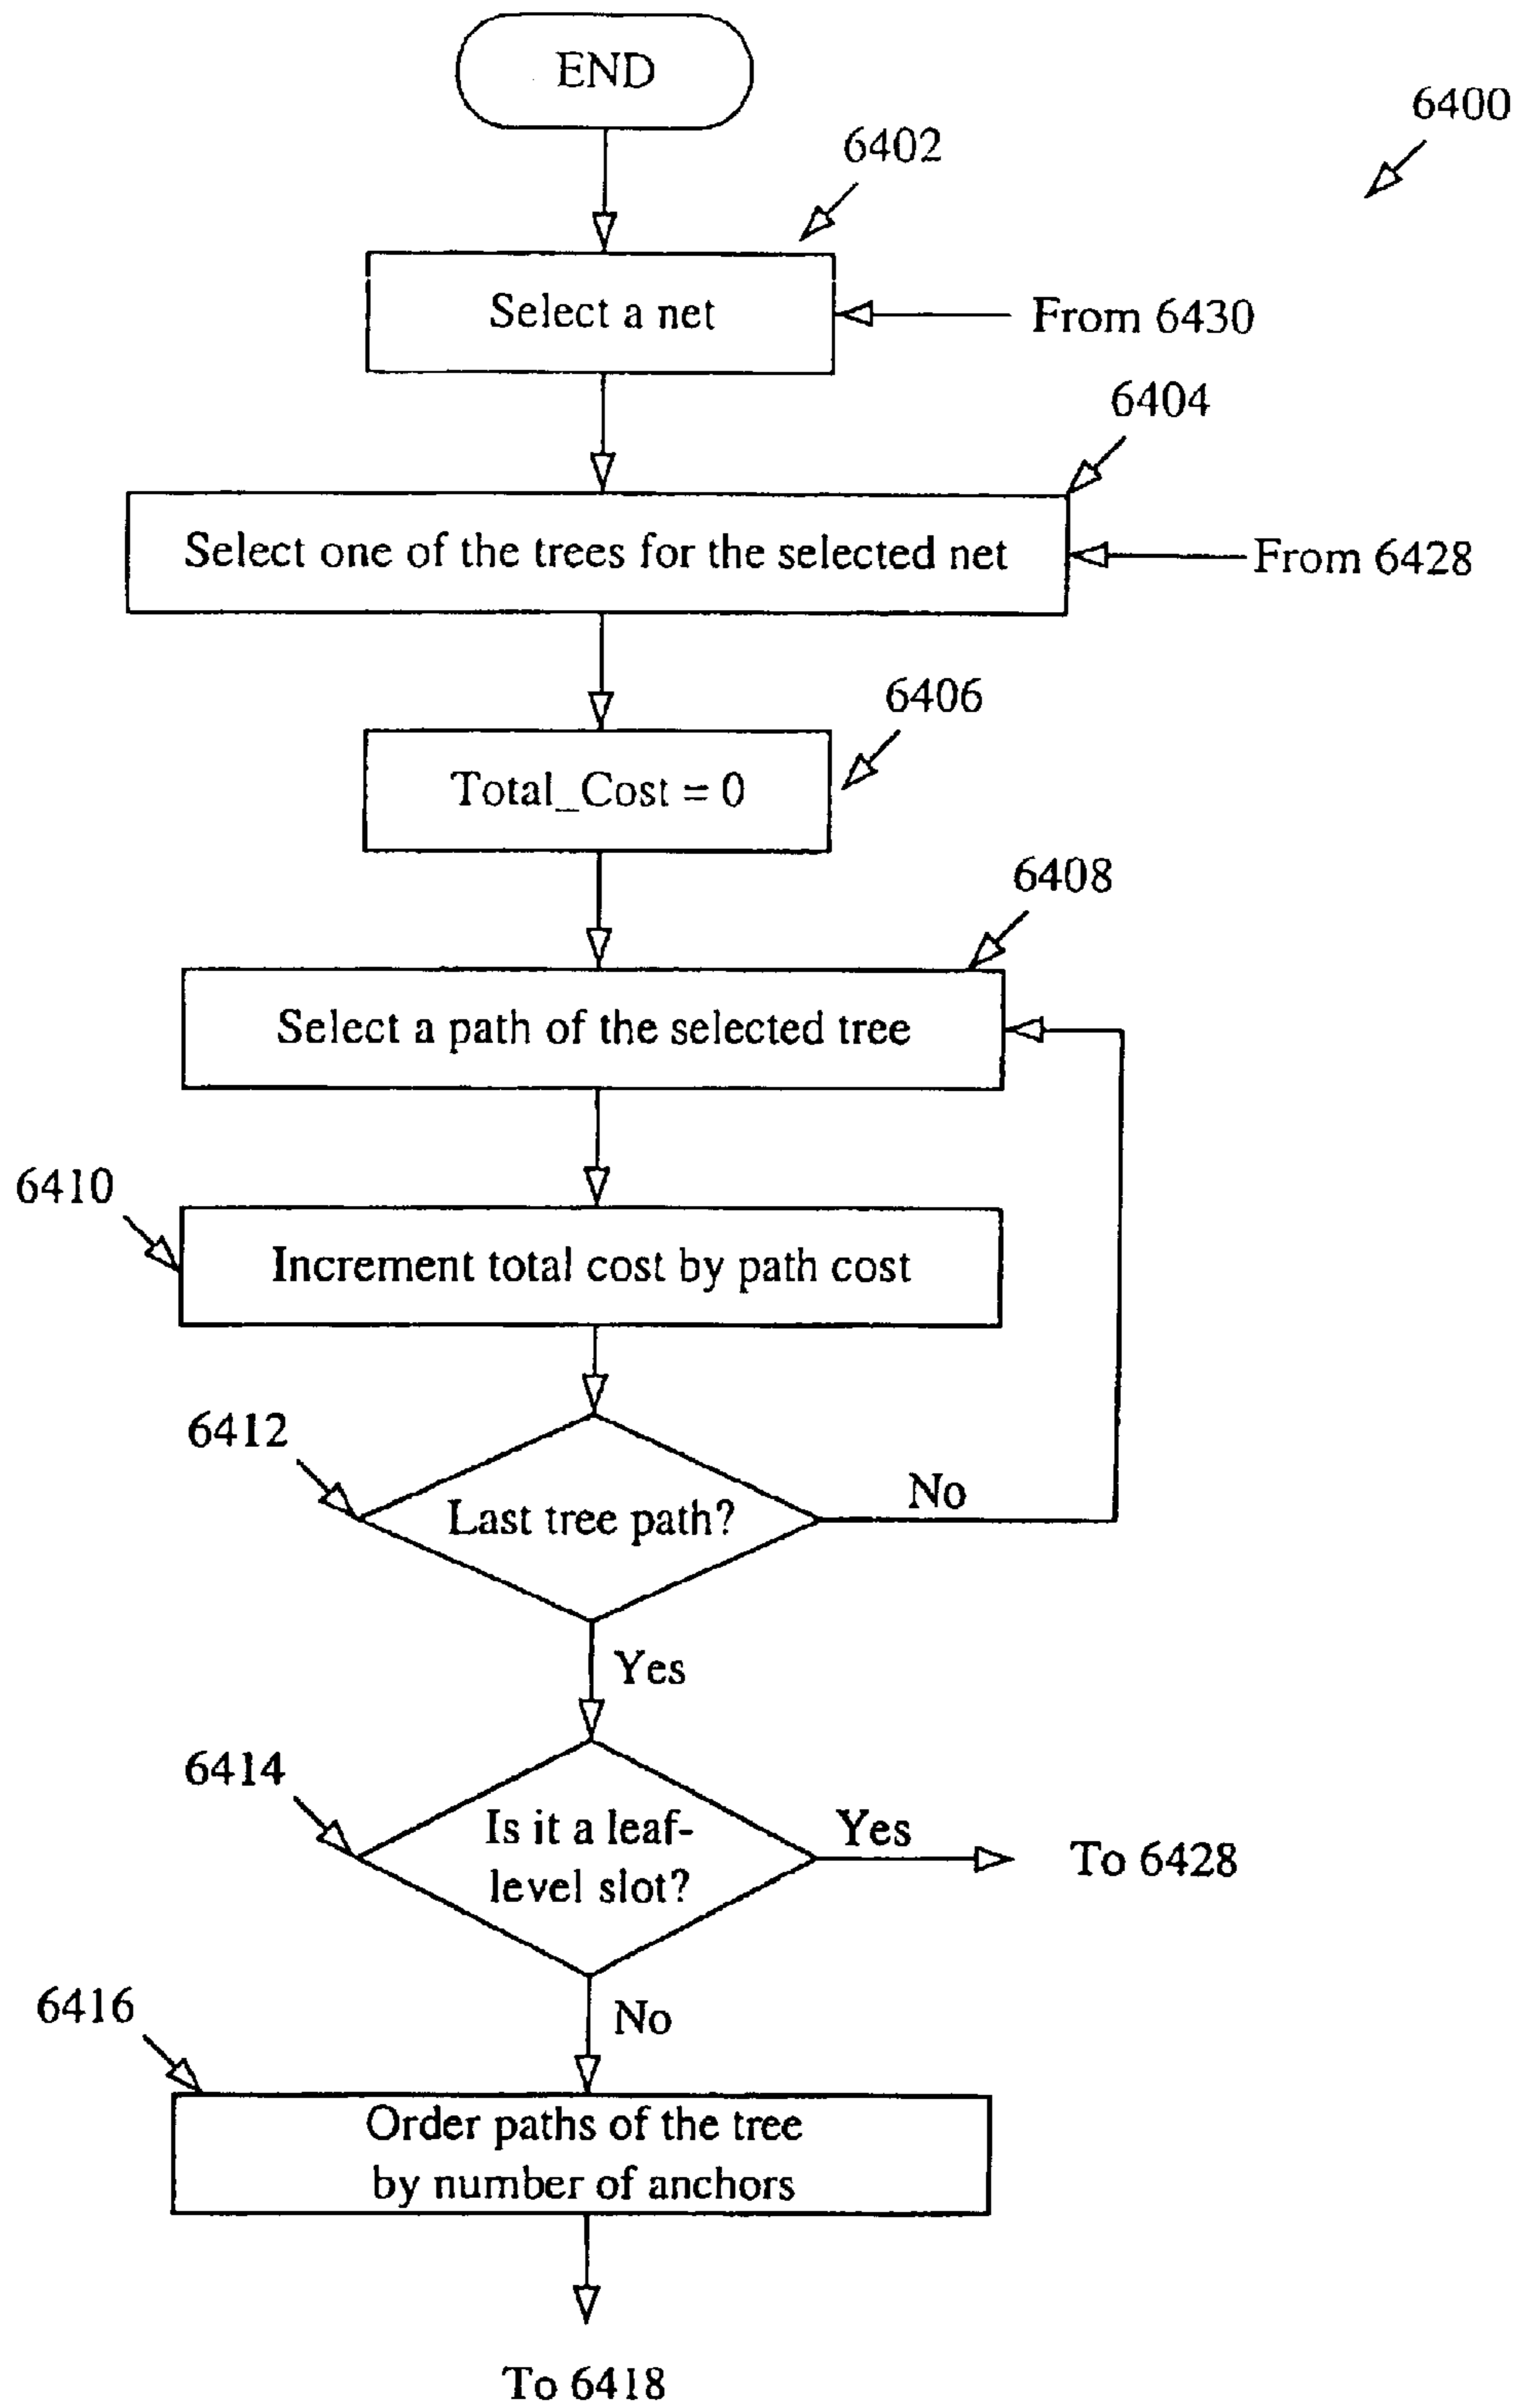 END
6400
6402
Select a net
From 6430
6404
Select one of the trees for the selected net
From 6428
6406
Total_Cost = 0
6408
Select a path of the selected tree
6410
Increment total cost by path cost
6412
Last tree path?
No
Yes
6414
Is it a leaf-
level slot?
Yes
To 6428
No
6416
Order paths of the tree
by number of anchors
To 6418